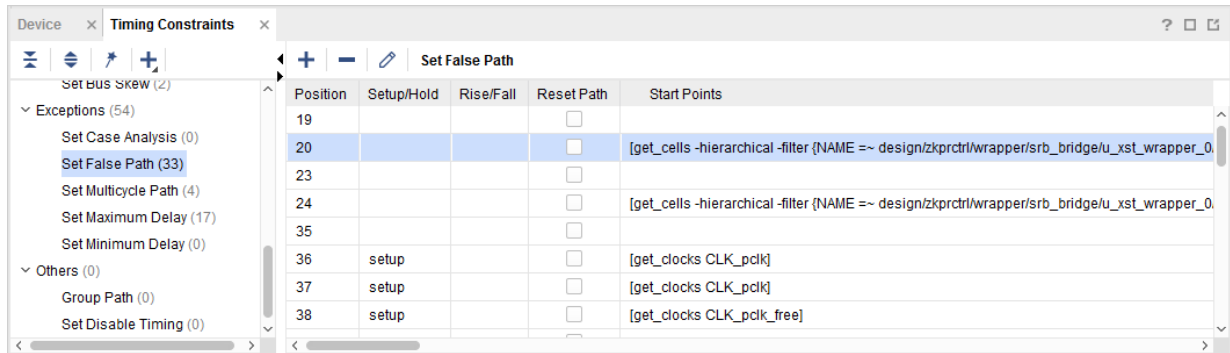 Device × Timing Constraints × ?
Set False Path
Set Bus Skew (2)
Exceptions (54)
Set Case Analysis (0)
Set False Path (33)
Set Multicycle Path (4)
Set Maximum Delay (17)
Set Minimum Delay (0)
Others (0)
Group Path (0)
Set Disable Timing (0)
Position Setup/Hold Rise/Fall Reset Path Start Points
19
20 [get_cells -hierarchical -filter {NAME =~ design/zkprctrl/wrapper/srb_bridge/u_xst_wrapper_0.
23
24 [get_cells -hierarchical -filter {NAME =~ design/zkprctrl/wrapper/srb_bridge/u_xst_wrapper_0.
35
36 setup [get_clocks CLK_pclk]
37 setup [get_clocks CLK_pclk]
38 setup [get_clocks CLK_pclk_free]